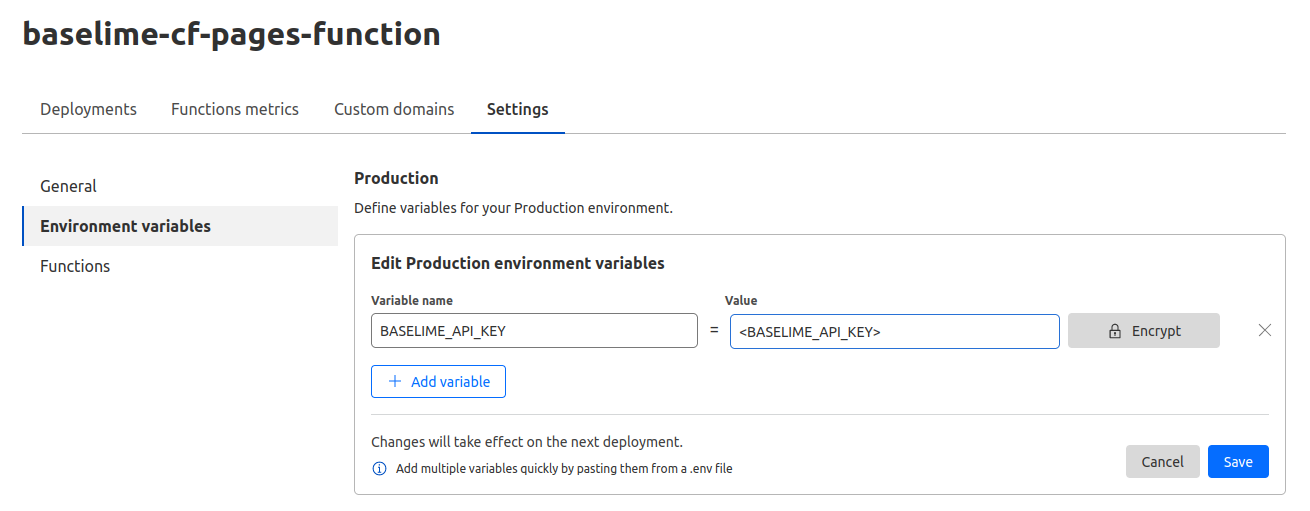 baselime-cf-pages-function
Deployments Functions metrics Custom domains Settings
General
Environment variables
Functions
Production
Define variables for your Production environment.
Edit Production environment variables
Variable name Value
BASELIME_API_KEY = <BASELIME_API_KEY> Encrypt
+ Add variable
Changes will take effect on the next deployment.
Add multiple variables quickly by pasting them from a .env file
Cancel Save